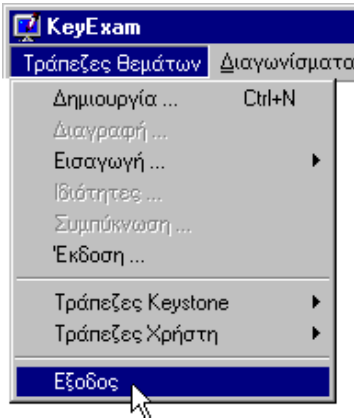 KeyExam
Τράπεζες Θεμάτων Διαγωνίσματα
Δημιουργία ... Ctrl+N
Διαγραφή ...
Εισαγωγή ...
Ιδιότητες ...
Συμπύκνωση ...
Έκδοση ...
Τράπεζες Keystone
Τράπεζες Χρήστη
Εξοδος